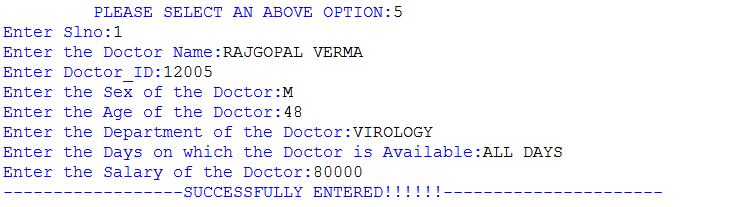 PLEASE SELECT AN ABOVE OPTION:5
Enter Slno:1
Enter the Doctor Name:RAJGOPAL VERMA
Enter Doctor_ID:12005
Enter the Sex of the Doctor:M
Enter the Age of the Doctor:48
Enter the Department of the Doctor:VIROLOGY
Enter the Days on which the Doctor is Available:ALL DAYS
Enter the Salary of the Doctor:80000
------------------SUCCESSFULLY ENTERED!!!!!!----------------------